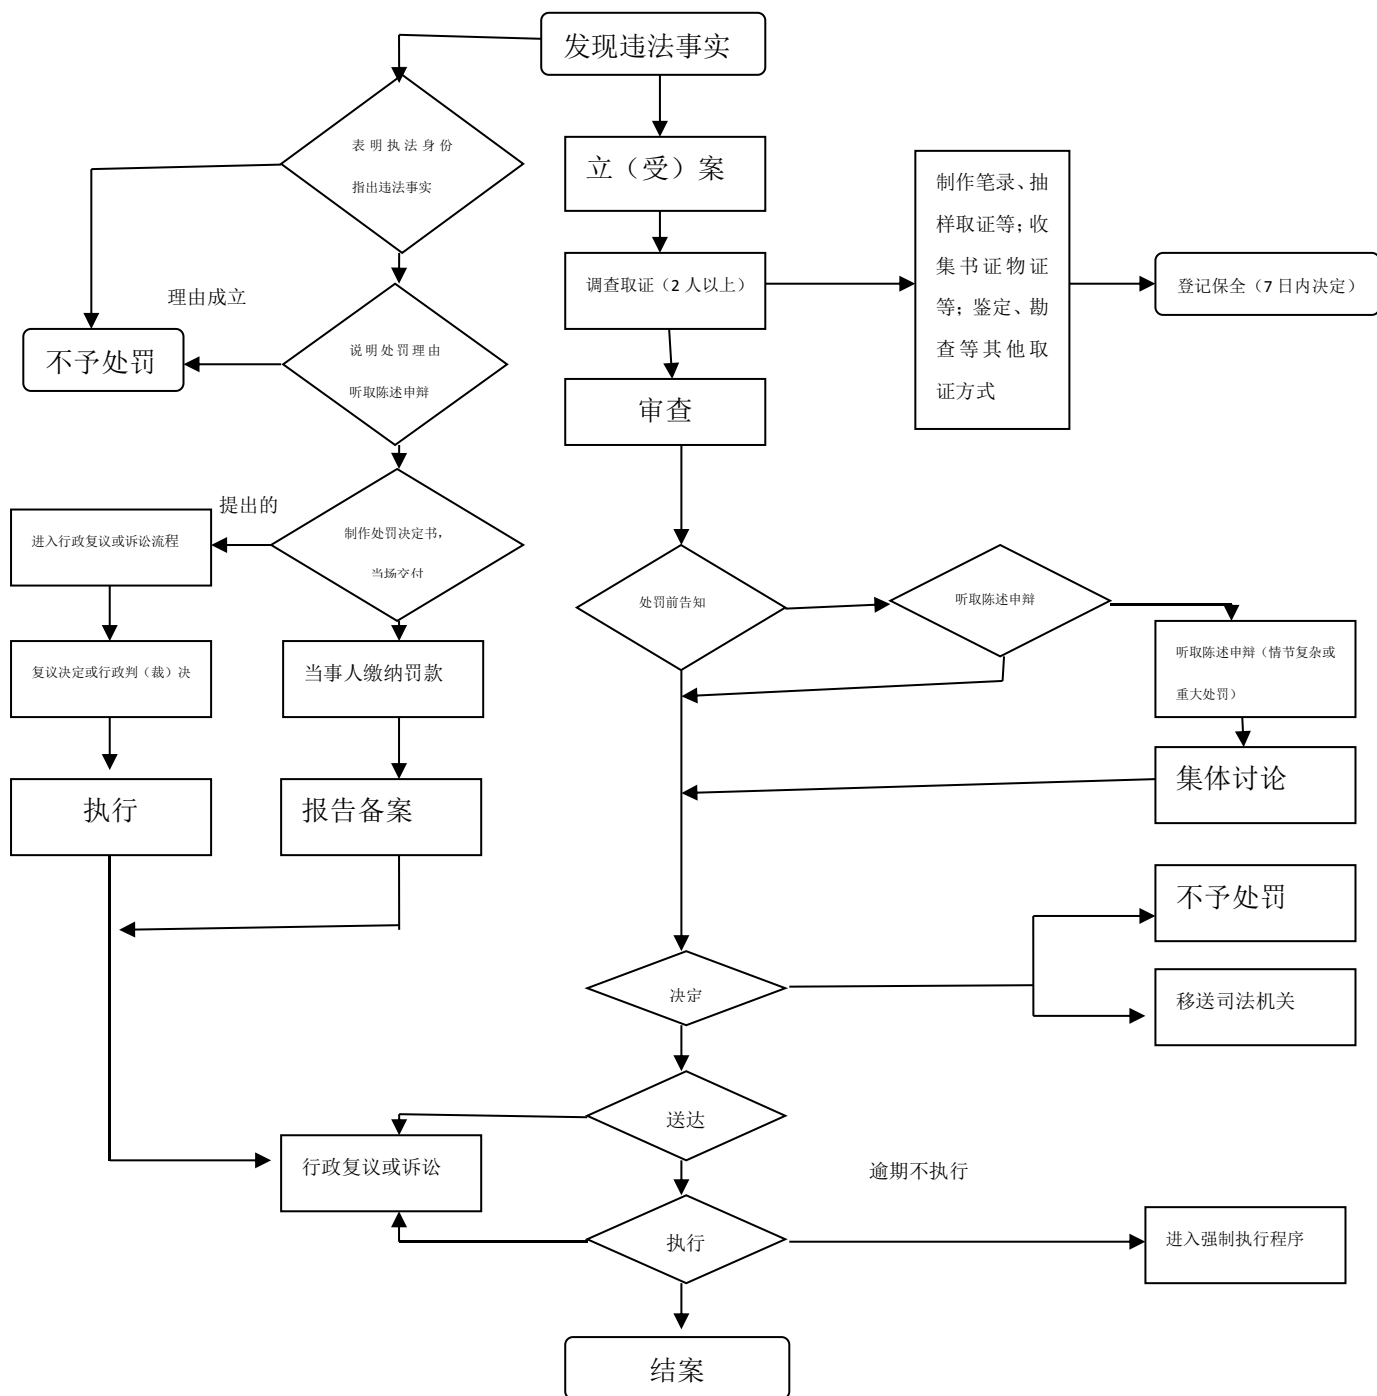 发现违法事实
表明执法身份
指出违法事实
立（受）案
制作笔录、抽
样取证等；收
集书证物证
等；鉴定、勘
查等其他取
证方式
调查取证（2 人以上）
登记保全（7 日内决定）
理由成立
不予处罚
说明处罚理由
听取陈述申辩
审查
提出的
进入行政复议或诉讼流程
制作处罚决定书，
当场交付
处罚前告知
听取陈述申辩
复议决定或行政判（裁）决
当事人缴纳罚款
听取陈述申辩（情节复杂或
重大处罚）
执行
报告备案
集体讨论
不予处罚
决定
移送司法机关
送达
行政复议或诉讼
逾期不执行
执行
进入强制执行程序
结案